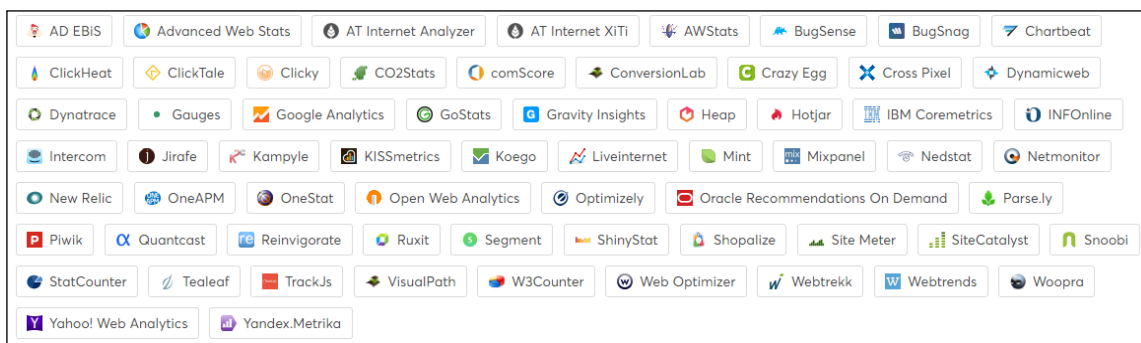 AD EBiS Advanced Web Stats AT Internet Analyzer AT Internet XiTi AWStats BugSense BugSnag Chartbeat
ClickHeat ClickTale Clicky CO2Stats comScore ConversionLab Crazy Egg Cross Pixel Dynamicweb
Dynatrace Gauges Google Analytics GoStats Gravity Insights Heap Hotjar IBM Coremetrics INFOnline
Intercom Jirafe Kampyle KISSmetrics Koego Liveinternet Mint Mixpanel Nedstat Netmonitor
New Relic OneAPM OneStat Open Web Analytics Optimizely Oracle Recommendations On Demand Parse.ly
Piwik Quantcast Reinvigorate Ruxit Segment ShinyStat Shopalize Site Meter SiteCatalyst Snoobi
StatCounter Tealeaf TrackJs VisualPath W3Counter Web Optimizer Webtrekk Webtrends Woopra
Yahoo! Web Analytics Yandex.Metrika